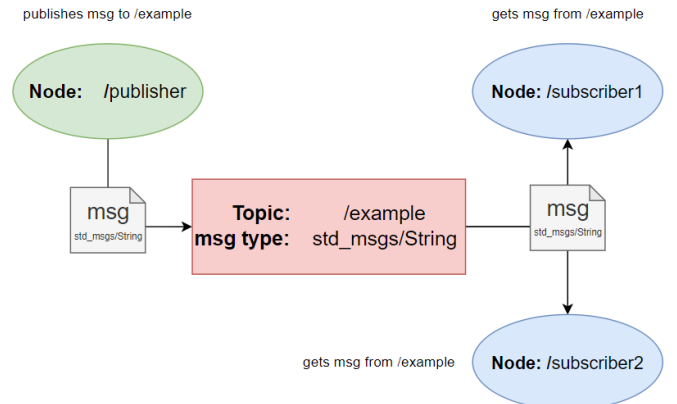 publishes msg to /example
gets msg from /example
Node: /publisher
Node: /subscriber1
msg
std_msgs/String
Topic: /example
msg type: std_msgs/String
msg
std_msgs/String
gets msg from /example
Node: /subscriber2